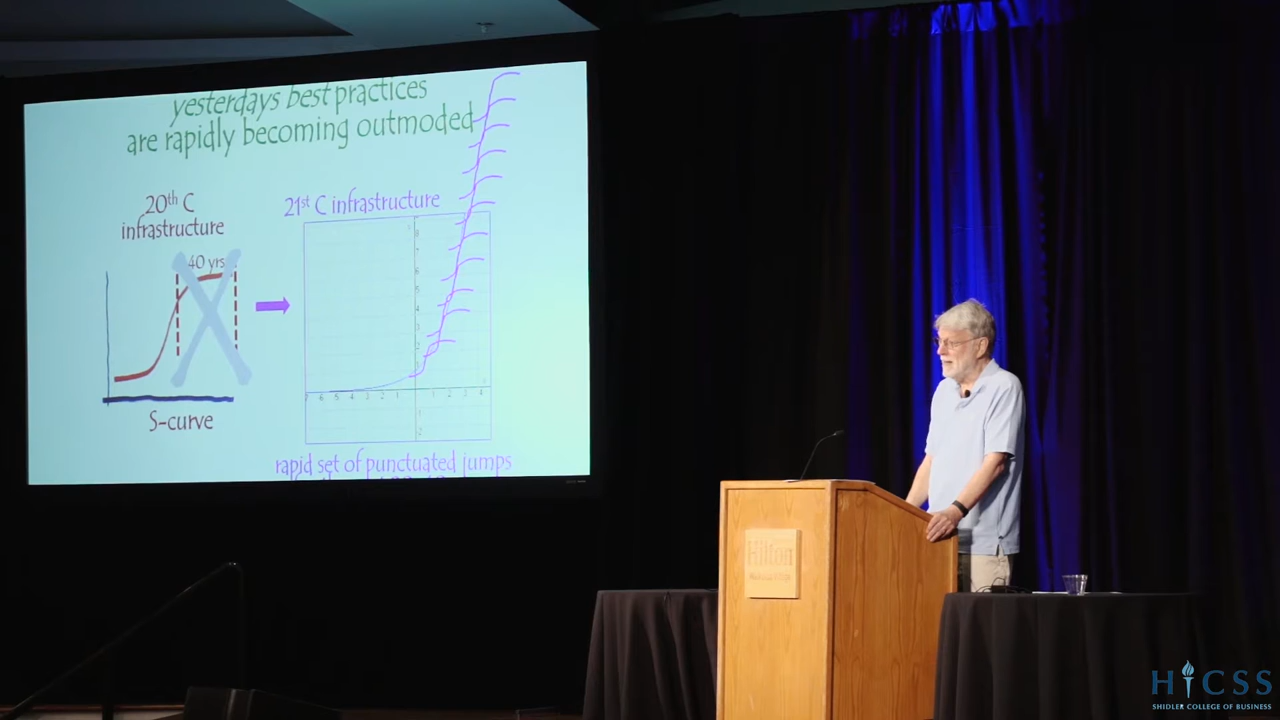 yesterdays best practices
are rapidly becoming outmoded
20th C
infrastructure
40 yrs
S-curve
21st C infrastructure
rapid set of punctuated jumps
Hilton
HICSS
SHIDLER COLLEGE OF BUSINESS